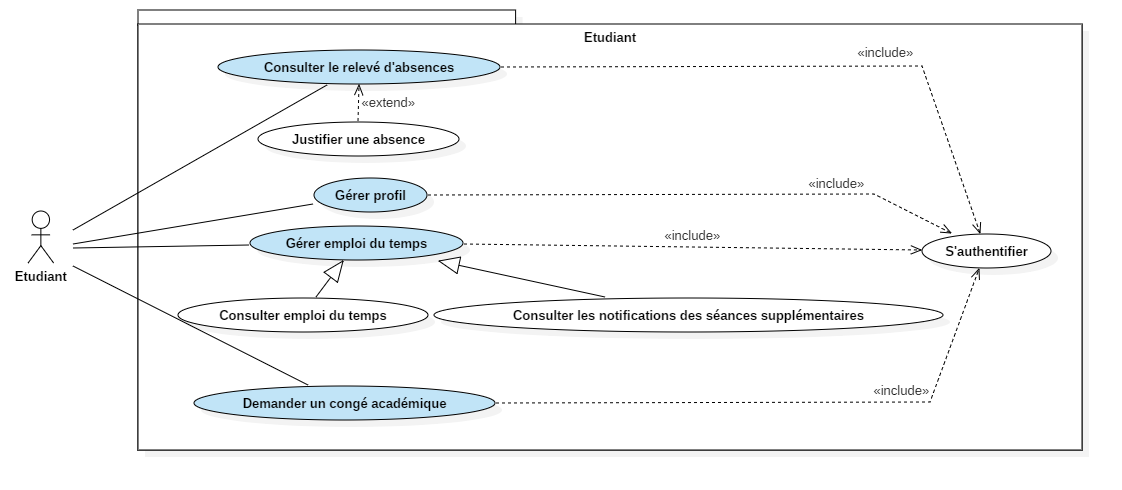 Etudiant
Consulter le relevé d'absences
«include»
«extend»
Justifier une absence
Gérer profil
«include»
Gérer emploi du temps
«include»
S'authentifier
Etudiant
Consulter emploi du temps
Consulter les notifications des séances supplémentaires
«include»
Demander un congé académique